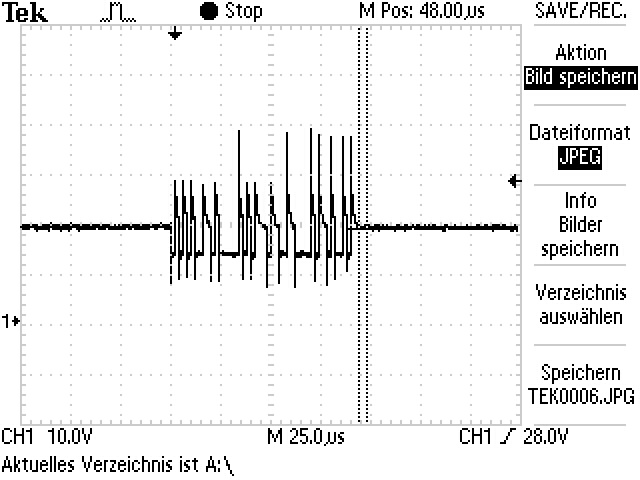 Tek Stop M Pos: 48.00µs SAVE/REC.
Aktion
Bild speichern
Dateiformat
JPEG
Info
Bilder
speichern
Verzeichnis
auswählen
1
Speichern
TEK0006.JPG
CH1 10.0V M 25.0µs CH1 28.0V
Aktuelles Verzeichnis ist A:\